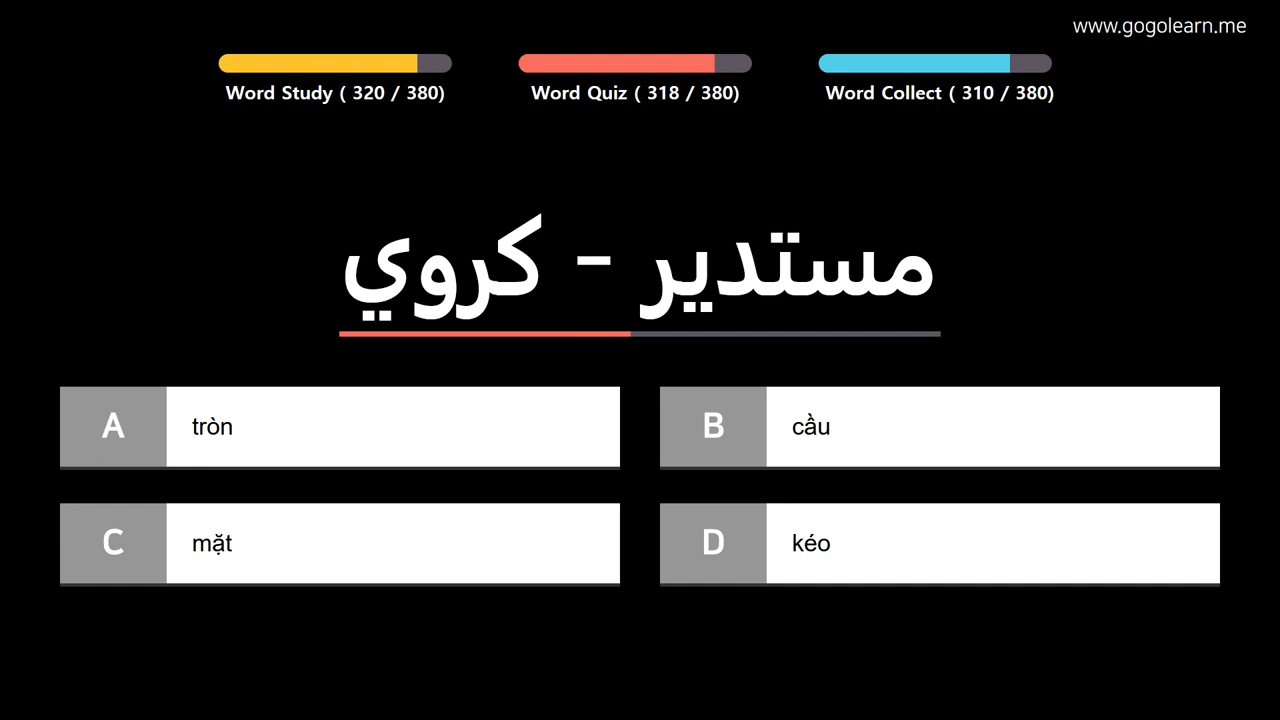 www.gogolearn.me
Word Study ( 320 / 380)
Word Quiz ( 318 / 380)
Word Collect ( 310 / 380)
مستدير - كروي
A tròn
B cầu
C mặt
D kéo